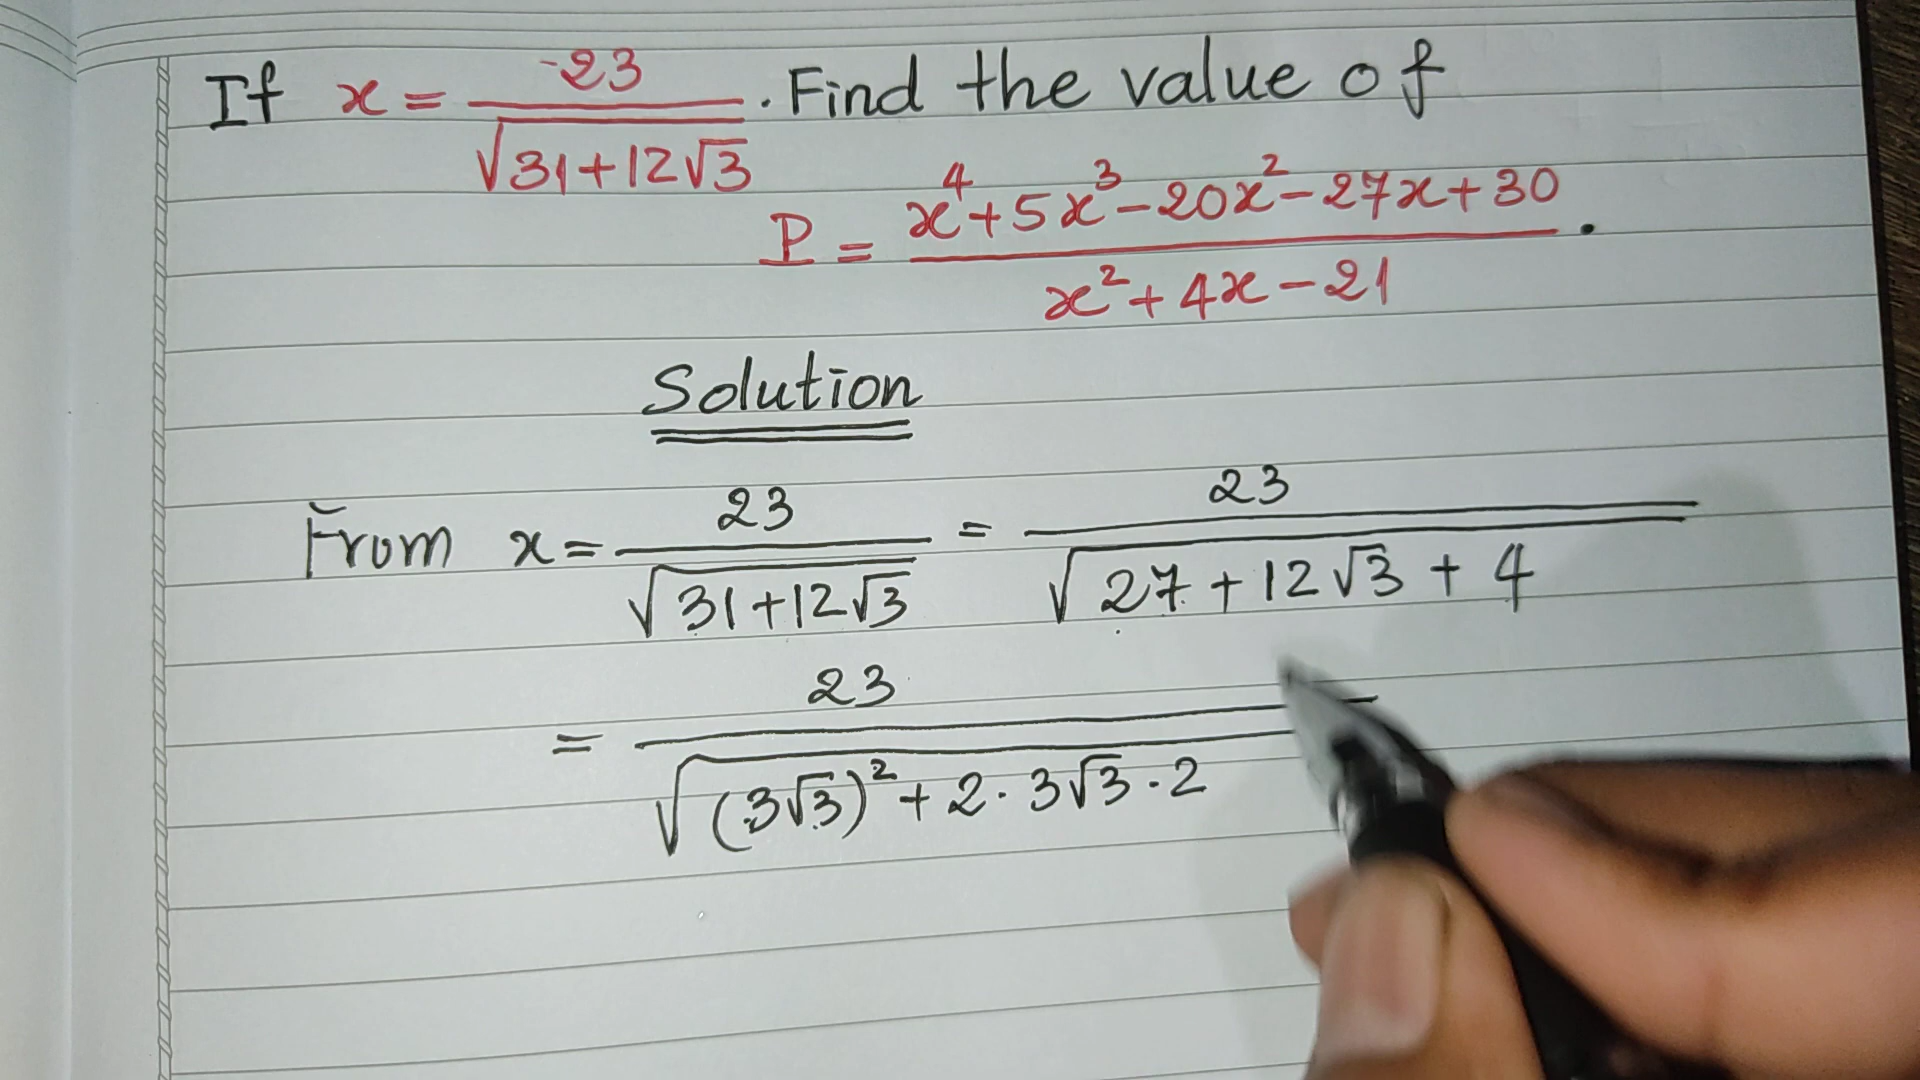 If x = -23/√(31+12√3). Find the value of
P = (x⁴+5x³-20x²-27x+30)/(x²+4x-21).
Solution
From x = 23/√(31+12√3) = 23/√(27+12√3+4)
= 23/√((3√3)²+2·3√3·2